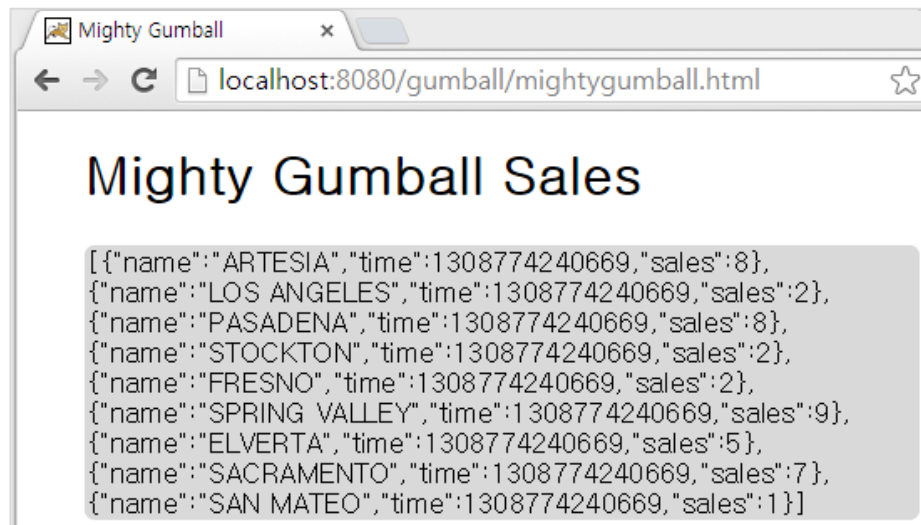 Mighty Gumball
localhost:8080/gumball/mightygumball.html
Mighty Gumball Sales
[{"name":"ARTESIA","time":1308774240669,"sales":8},
{"name":"LOS ANGELES","time":1308774240669,"sales":2},
{"name":"PASADENA","time":1308774240669,"sales":8},
{"name":"STOCKTON","time":1308774240669,"sales":2},
{"name":"FRESNO","time":1308774240669,"sales":2},
{"name":"SPRING VALLEY","time":1308774240669,"sales":9},
{"name":"ELVERTA","time":1308774240669,"sales":5},
{"name":"SACRAMENTO","time":1308774240669,"sales":7},
{"name":"SAN MATEO","time":1308774240669,"sales":1}]